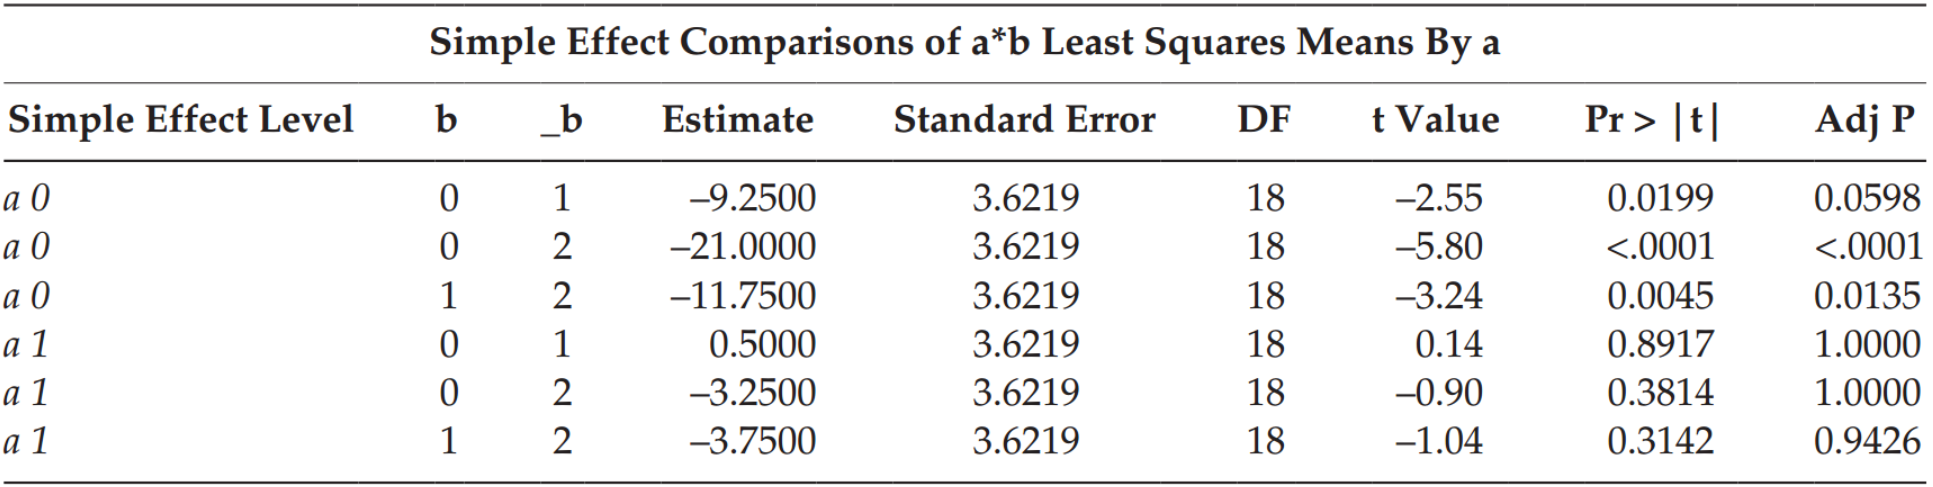 Simple Effect Comparisons of a*b Least Squares Means By a
Simple Effect Level b _b Estimate Standard Error DF t Value Pr > |t| Adj P
a 0 0 1 –9.2500 3.6219 18 –2.55 0.0199 0.0598
a 0 0 2 –21.0000 3.6219 18 –5.80 <.0001 <.0001
a 0 1 2 –11.7500 3.6219 18 –3.24 0.0045 0.0135
a 1 0 1 0.5000 3.6219 18 0.14 0.8917 1.0000
a 1 0 2 –3.2500 3.6219 18 –0.90 0.3814 1.0000
a 1 1 2 –3.7500 3.6219 18 –1.04 0.3142 0.9426